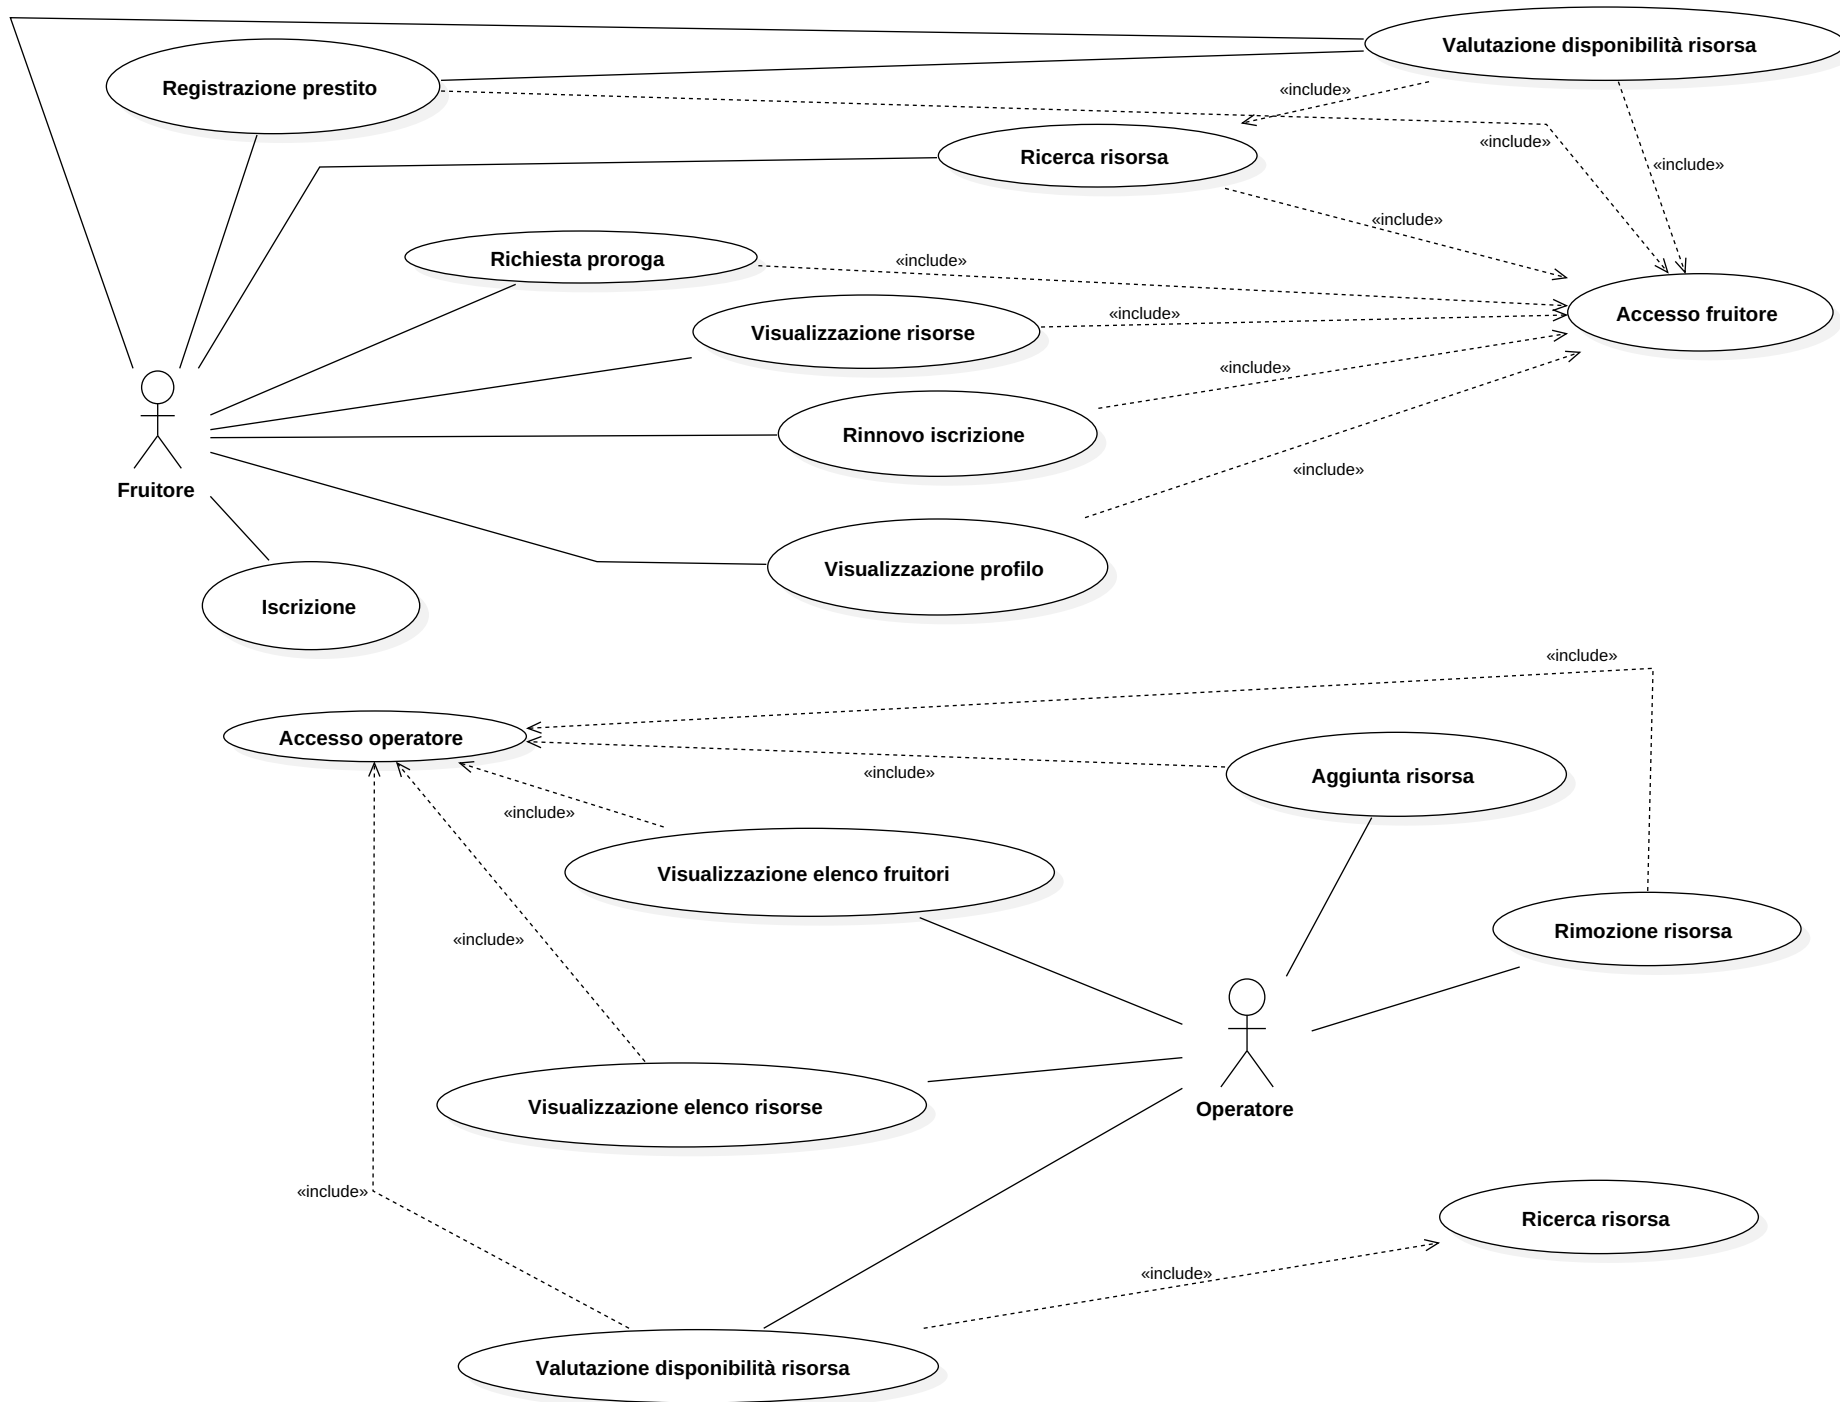 Valutazione disponibilità risorsa
Registrazione prestito
«include»
«include»
Ricerca risorsa
«include»
«include»
Richiesta proroga
«include»
Accesso fruitore
«include»
Visualizzazione risorse
«include»
Rinnovo iscrizione
«include»
Fruitore
Visualizzazione profilo
Iscrizione
«include»
Accesso operatore
«include»
Aggiunta risorsa
«include»
Visualizzazione elenco fruitori
Rimozione risorsa
«include»
Visualizzazione elenco risorse
Operatore
«include»
Ricerca risorsa
«include»
Valutazione disponibilità risorsa